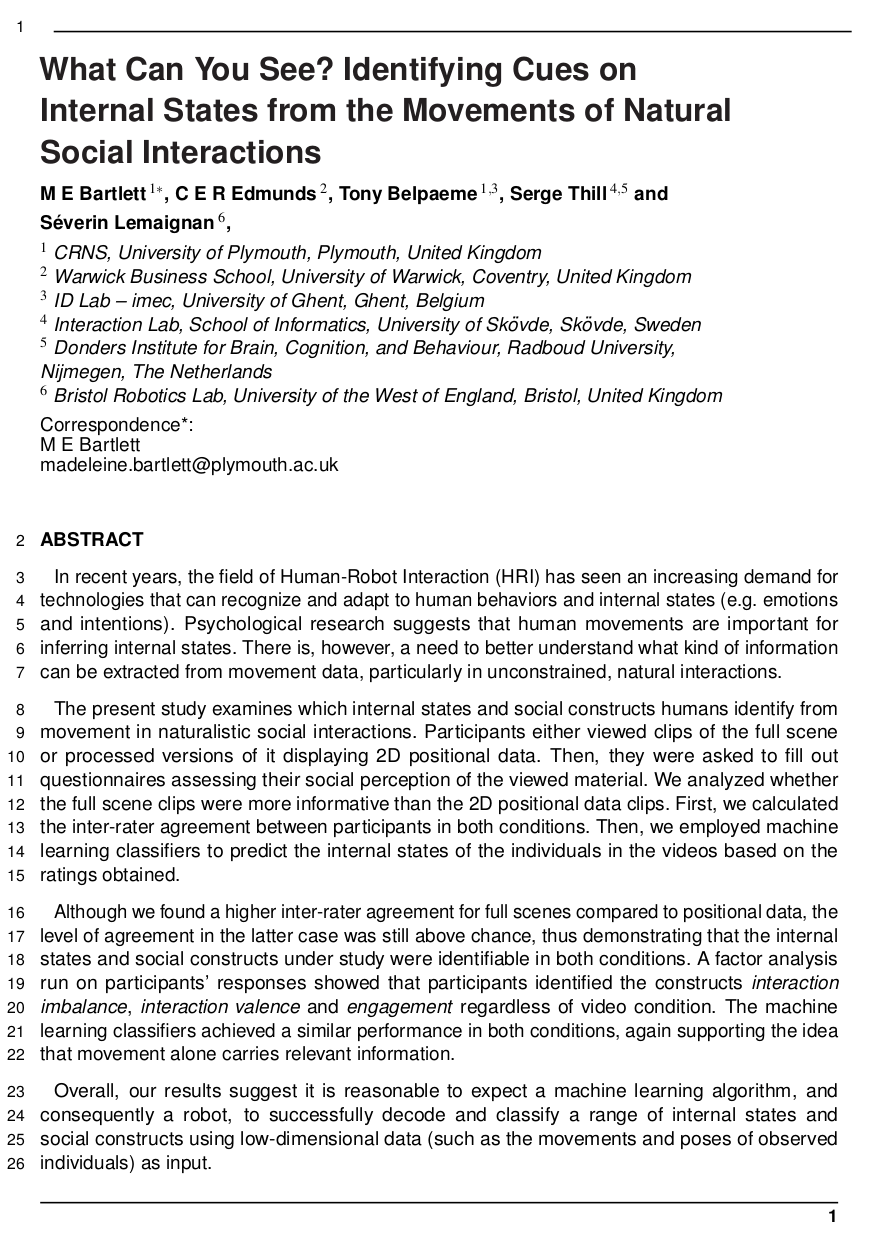 1
What Can You See? Identifying Cues on
Internal States from the Movements of Natural
Social Interactions
M E Bartlett 1∗, C E R Edmunds 2, Tony Belpaeme 1,3, Serge Thill 4,5 and
Séverin Lemaignan 6,
1 CRNS, University of Plymouth, Plymouth, United Kingdom
2 Warwick Business School, University of Warwick, Coventry, United Kingdom
3 ID Lab – imec, University of Ghent, Ghent, Belgium
4 Interaction Lab, School of Informatics, University of Skövde, Skövde, Sweden
5 Donders Institute for Brain, Cognition, and Behaviour, Radboud University,
Nijmegen, The Netherlands
6 Bristol Robotics Lab, University of the West of England, Bristol, United Kingdom
Correspondence*:
M E Bartlett
madeleine.bartlett@plymouth.ac.uk
2 ABSTRACT
3 In recent years, the field of Human-Robot Interaction (HRI) has seen an increasing demand for
4 technologies that can recognize and adapt to human behaviors and internal states (e.g. emotions
5 and intentions). Psychological research suggests that human movements are important for
6 inferring internal states. There is, however, a need to better understand what kind of information
7 can be extracted from movement data, particularly in unconstrained, natural interactions.
8 The present study examines which internal states and social constructs humans identify from
9 movement in naturalistic social interactions. Participants either viewed clips of the full scene
10 or processed versions of it displaying 2D positional data. Then, they were asked to fill out
11 questionnaires assessing their social perception of the viewed material. We analyzed whether
12 the full scene clips were more informative than the 2D positional data clips. First, we calculated
13 the inter-rater agreement between participants in both conditions. Then, we employed machine
14 learning classifiers to predict the internal states of the individuals in the videos based on the
15 ratings obtained.
16 Although we found a higher inter-rater agreement for full scenes compared to positional data, the
17 level of agreement in the latter case was still above chance, thus demonstrating that the internal
18 states and social constructs under study were identifiable in both conditions. A factor analysis
19 run on participants' responses showed that participants identified the constructs interaction
20 imbalance, interaction valence and engagement regardless of video condition. The machine
21 learning classifiers achieved a similar performance in both conditions, again supporting the idea
22 that movement alone carries relevant information.
23 Overall, our results suggest it is reasonable to expect a machine learning algorithm, and
24 consequently a robot, to successfully decode and classify a range of internal states and
25 social constructs using low-dimensional data (such as the movements and poses of observed
26 individuals) as input.
1